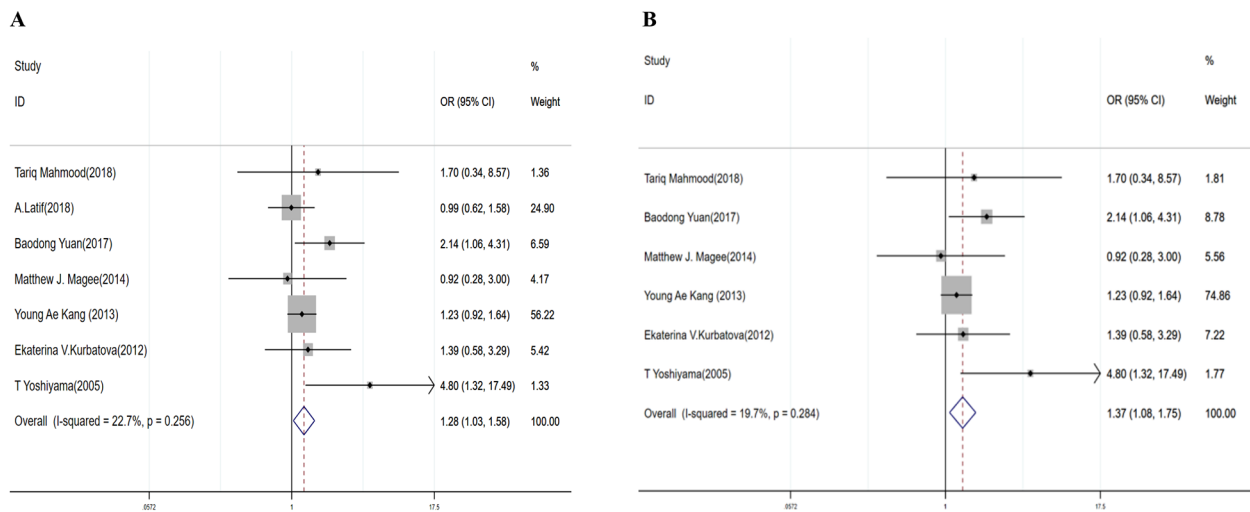 A
Study %
ID OR (95% CI) Weight
Tariq Mahmood(2018) 1.70 (0.34, 8.57) 1.36
A.Latif(2018) 0.99 (0.62, 1.58) 24.90
Baodong Yuan(2017) 2.14 (1.06, 4.31) 6.59
Matthew J. Magee(2014) 0.92 (0.28, 3.00) 4.17
Young Ae Kang (2013) 1.23 (0.92, 1.64) 56.22
Ekaterina V.Kurbatova(2012) 1.39 (0.58, 3.29) 5.42
T Yoshiyama(2005) 4.80 (1.32, 17.49) 1.33
Overall (I-squared = 22.7%, p = 0.256) 1.28 (1.03, 1.58) 100.00
.0572 1 17.5
B
Study %
ID OR (95% CI) Weight
Tariq Mahmood(2018) 1.70 (0.34, 8.57) 1.81
Baodong Yuan(2017) 2.14 (1.06, 4.31) 8.78
Matthew J. Magee(2014) 0.92 (0.28, 3.00) 5.56
Young Ae Kang (2013) 1.23 (0.92, 1.64) 74.86
Ekaterina V.Kurbatova(2012) 1.39 (0.58, 3.29) 7.22
T Yoshiyama(2005) 4.80 (1.32, 17.49) 1.77
Overall (I-squared = 19.7%, p = 0.284) 1.37 (1.08, 1.75) 100.00
.0572 1 17.5